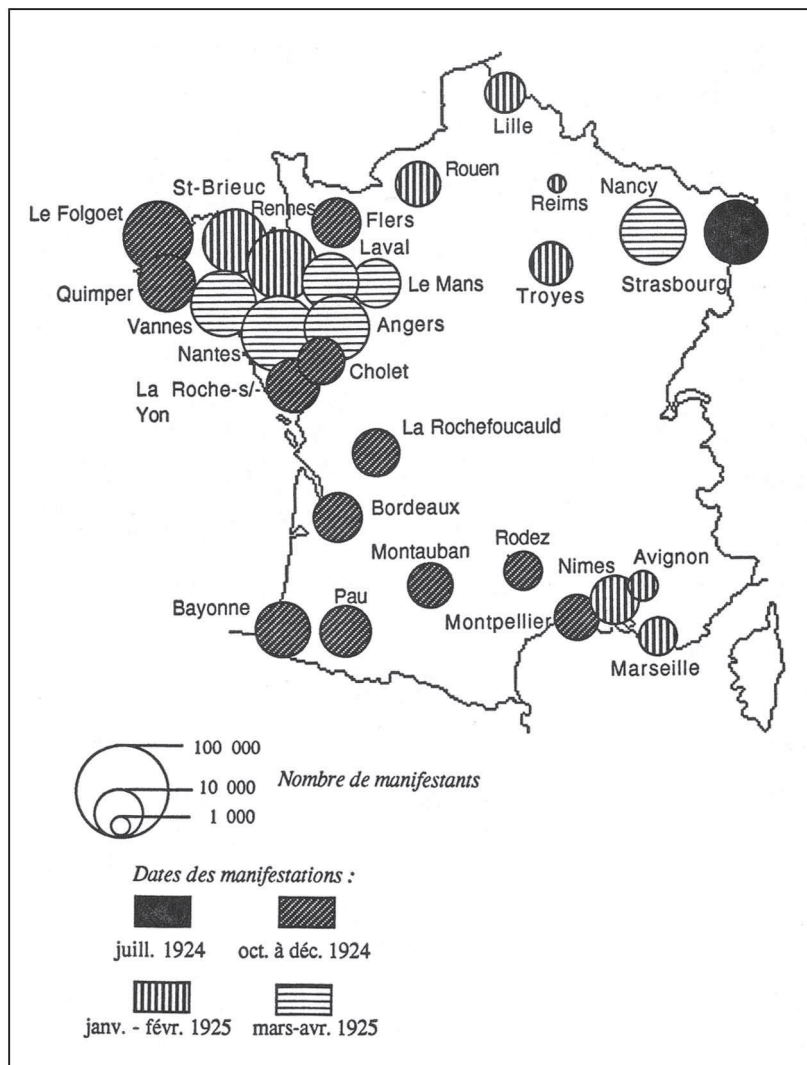 Lille
Rouen
St-Brieuc
Reims
Nancy
Le Folgoet
Rennes
Flers
Laval
Quimper
Le Mans
Troyes
Strasbourg
Vannes
Angers
Nantes
Cholet
La Roche-s/-
Yon
La Rochefoucauld
Bordeaux
Rodez
Montauban
Nimes
Avignon
Bayonne
Pau
Montpellier
Marseille
100 000
10 000
1 000
Nombre de manifestants
Dates des manifestations :
juill. 1924
oct. à déc. 1924
janv. - févr. 1925
mars-avr. 1925